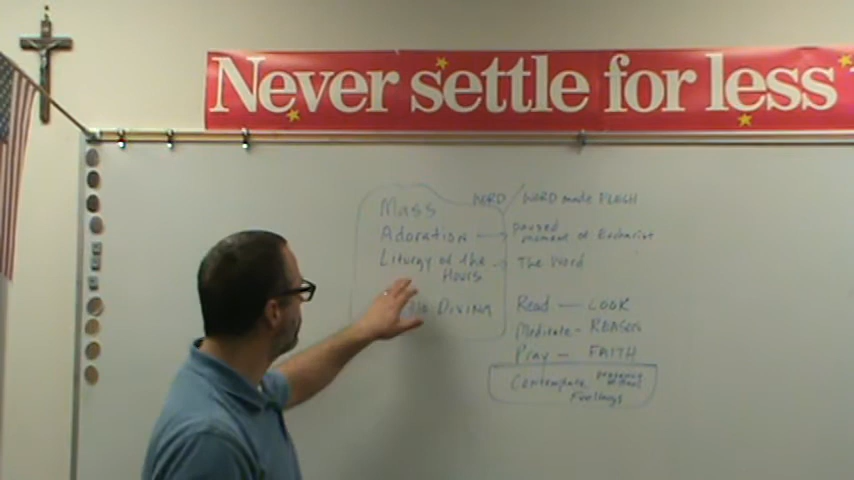 Never settle for less
Mass WORD / WORD made FLESH
Adoration paused
moment of Eucharist
Liturgy of the The Word
Hours
DIVINA Read — LOOK
Meditate - REASON
Pray — FAITH
Contemplate
Feelings